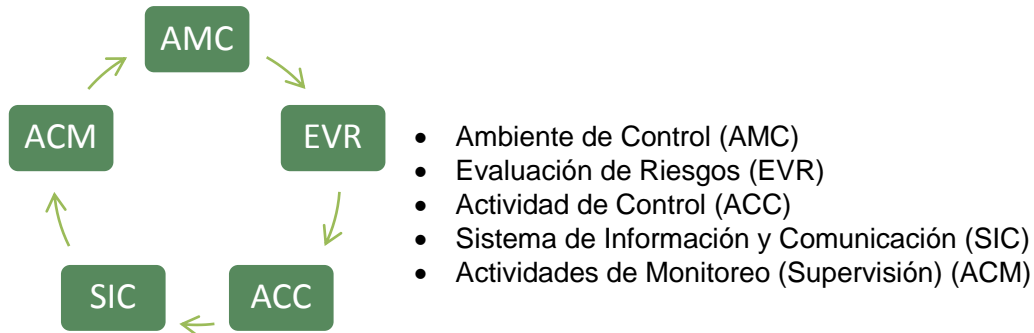 AMC
EVR
ACC
SIC
ACM
• Ambiente de Control (AMC)
• Evaluación de Riesgos (EVR)
• Actividad de Control (ACC)
• Sistema de Información y Comunicación (SIC)
• Actividades de Monitoreo (Supervisión) (ACM)